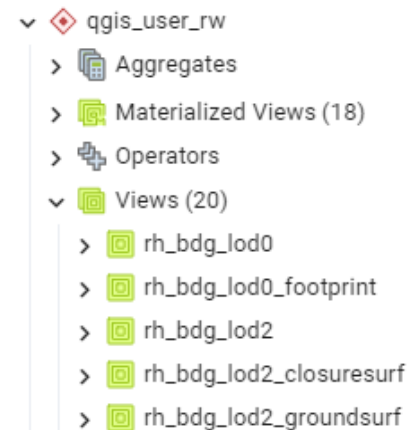 qgis_user_rw
Aggregates
Materialized Views (18)
Operators
Views (20)
rh_bdg_lod0
rh_bdg_lod0_footprint
rh_bdg_lod2
rh_bdg_lod2_closuresurf
rh_bdg_lod2_groundsurf